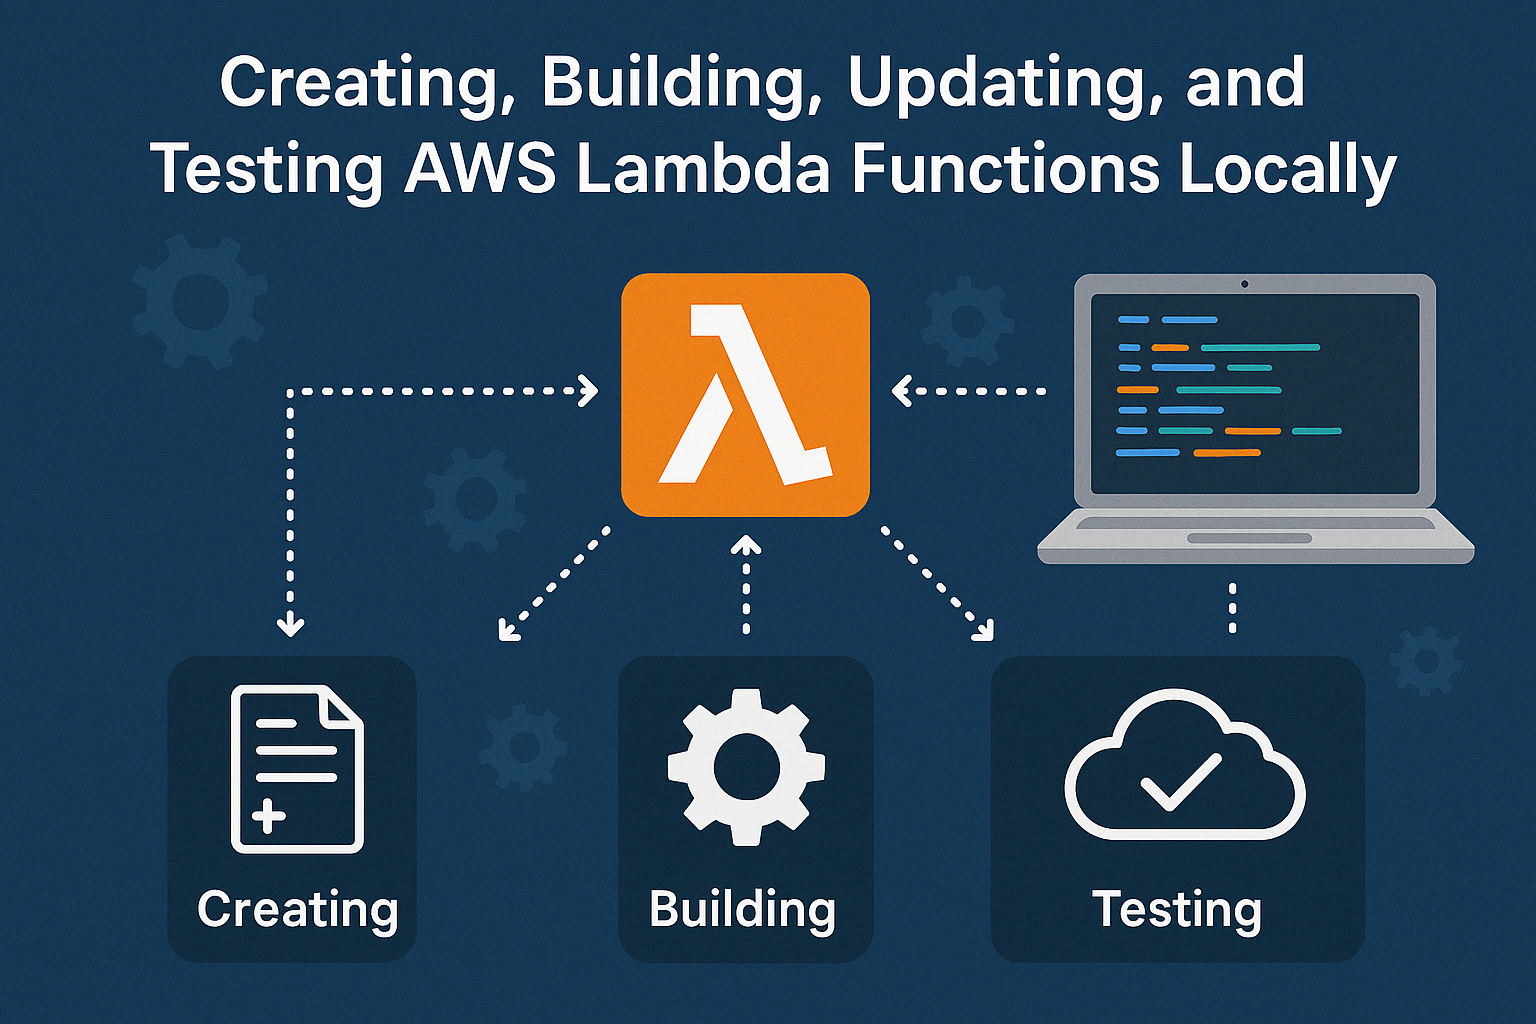 Creating, Building, Updating, and
Testing AWS Lambda Functions Locally
Creating
Building
Testing